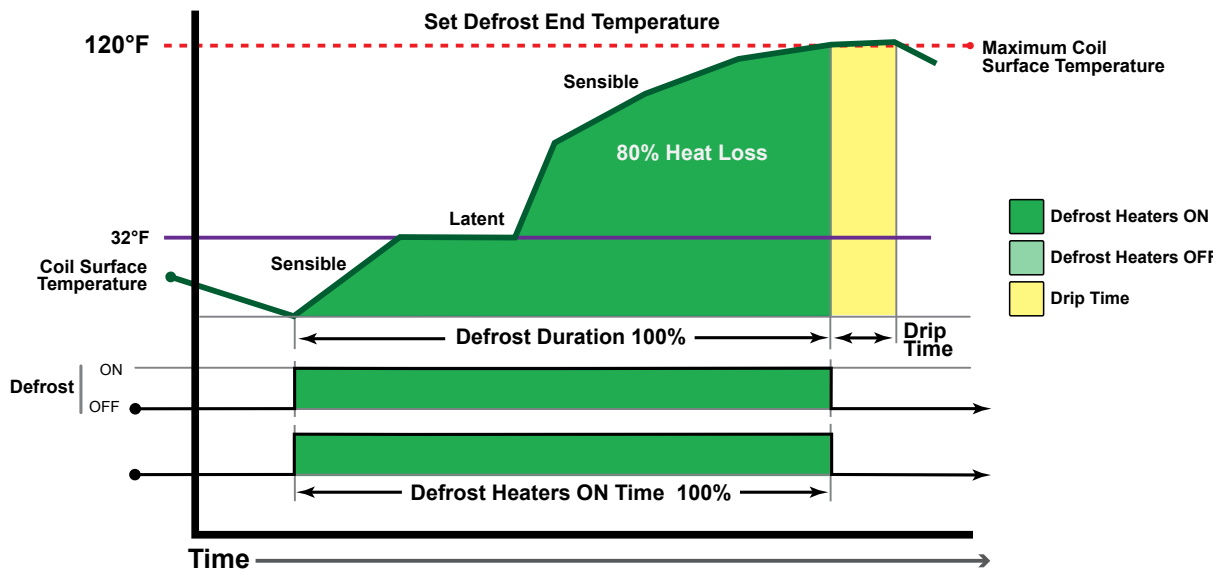 Set Defrost End Temperature
120°F
Maximum Coil
Surface Temperature
Sensible
80% Heat Loss
Latent
32°F
Sensible
Coil Surface
Temperature
Defrost Heaters ON
Defrost Heaters OFF
Drip Time
Defrost Duration 100%
Drip
Time
Defrost
ON
OFF
Defrost Heaters ON Time 100%
Time